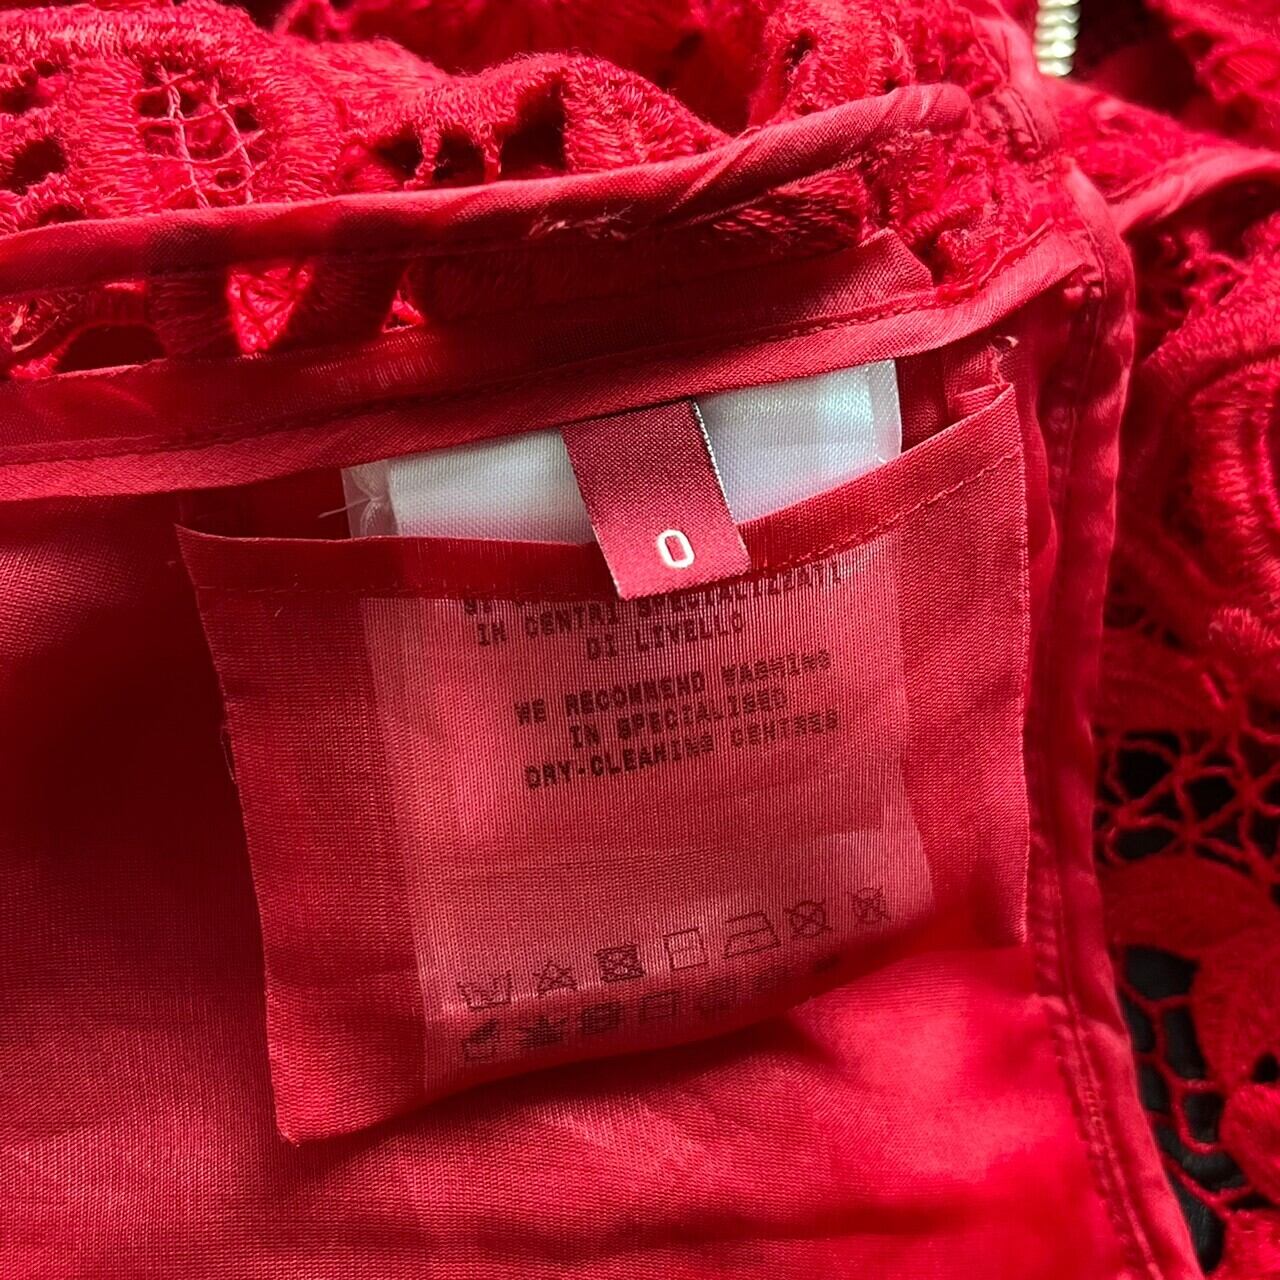 0
IN CENTRI SPECIALIZZATI
DI LIVELLO
WE RECOMMEND WASHING
IN SPECIALISED
DRY-CLEANING CENTRES